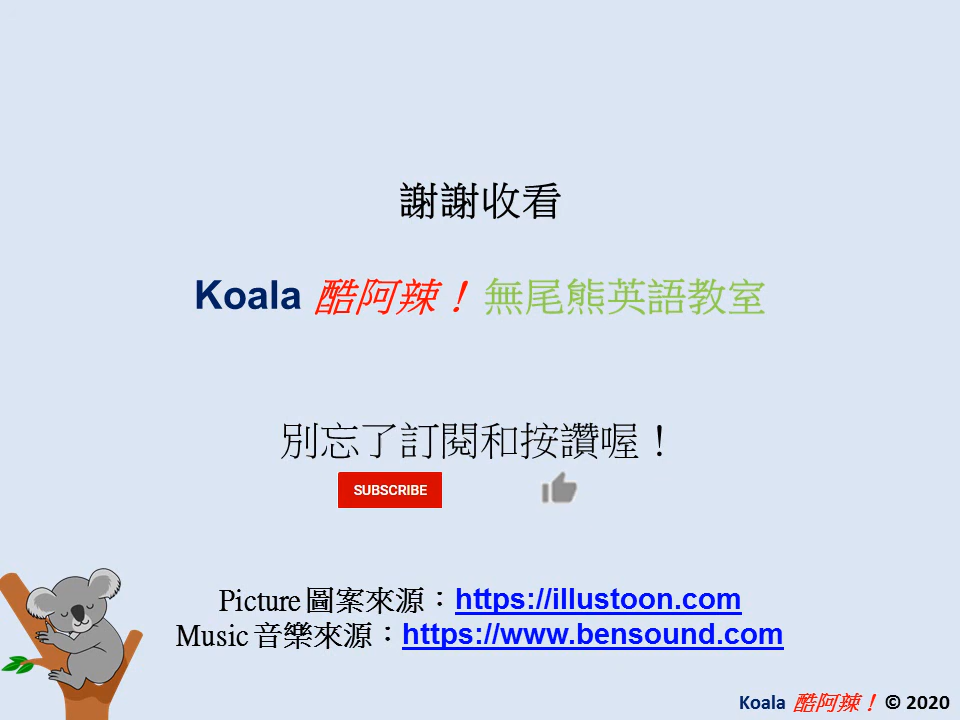 謝謝收看
Koala 酷阿辣！無尾熊英語教室
別忘了訂閱和按讚喔！
SUBSCRIBE
Picture 圖案來源：https://illustoon.com
Music 音樂來源：https://www.bensound.com
Koala 酷阿辣！ © 2020